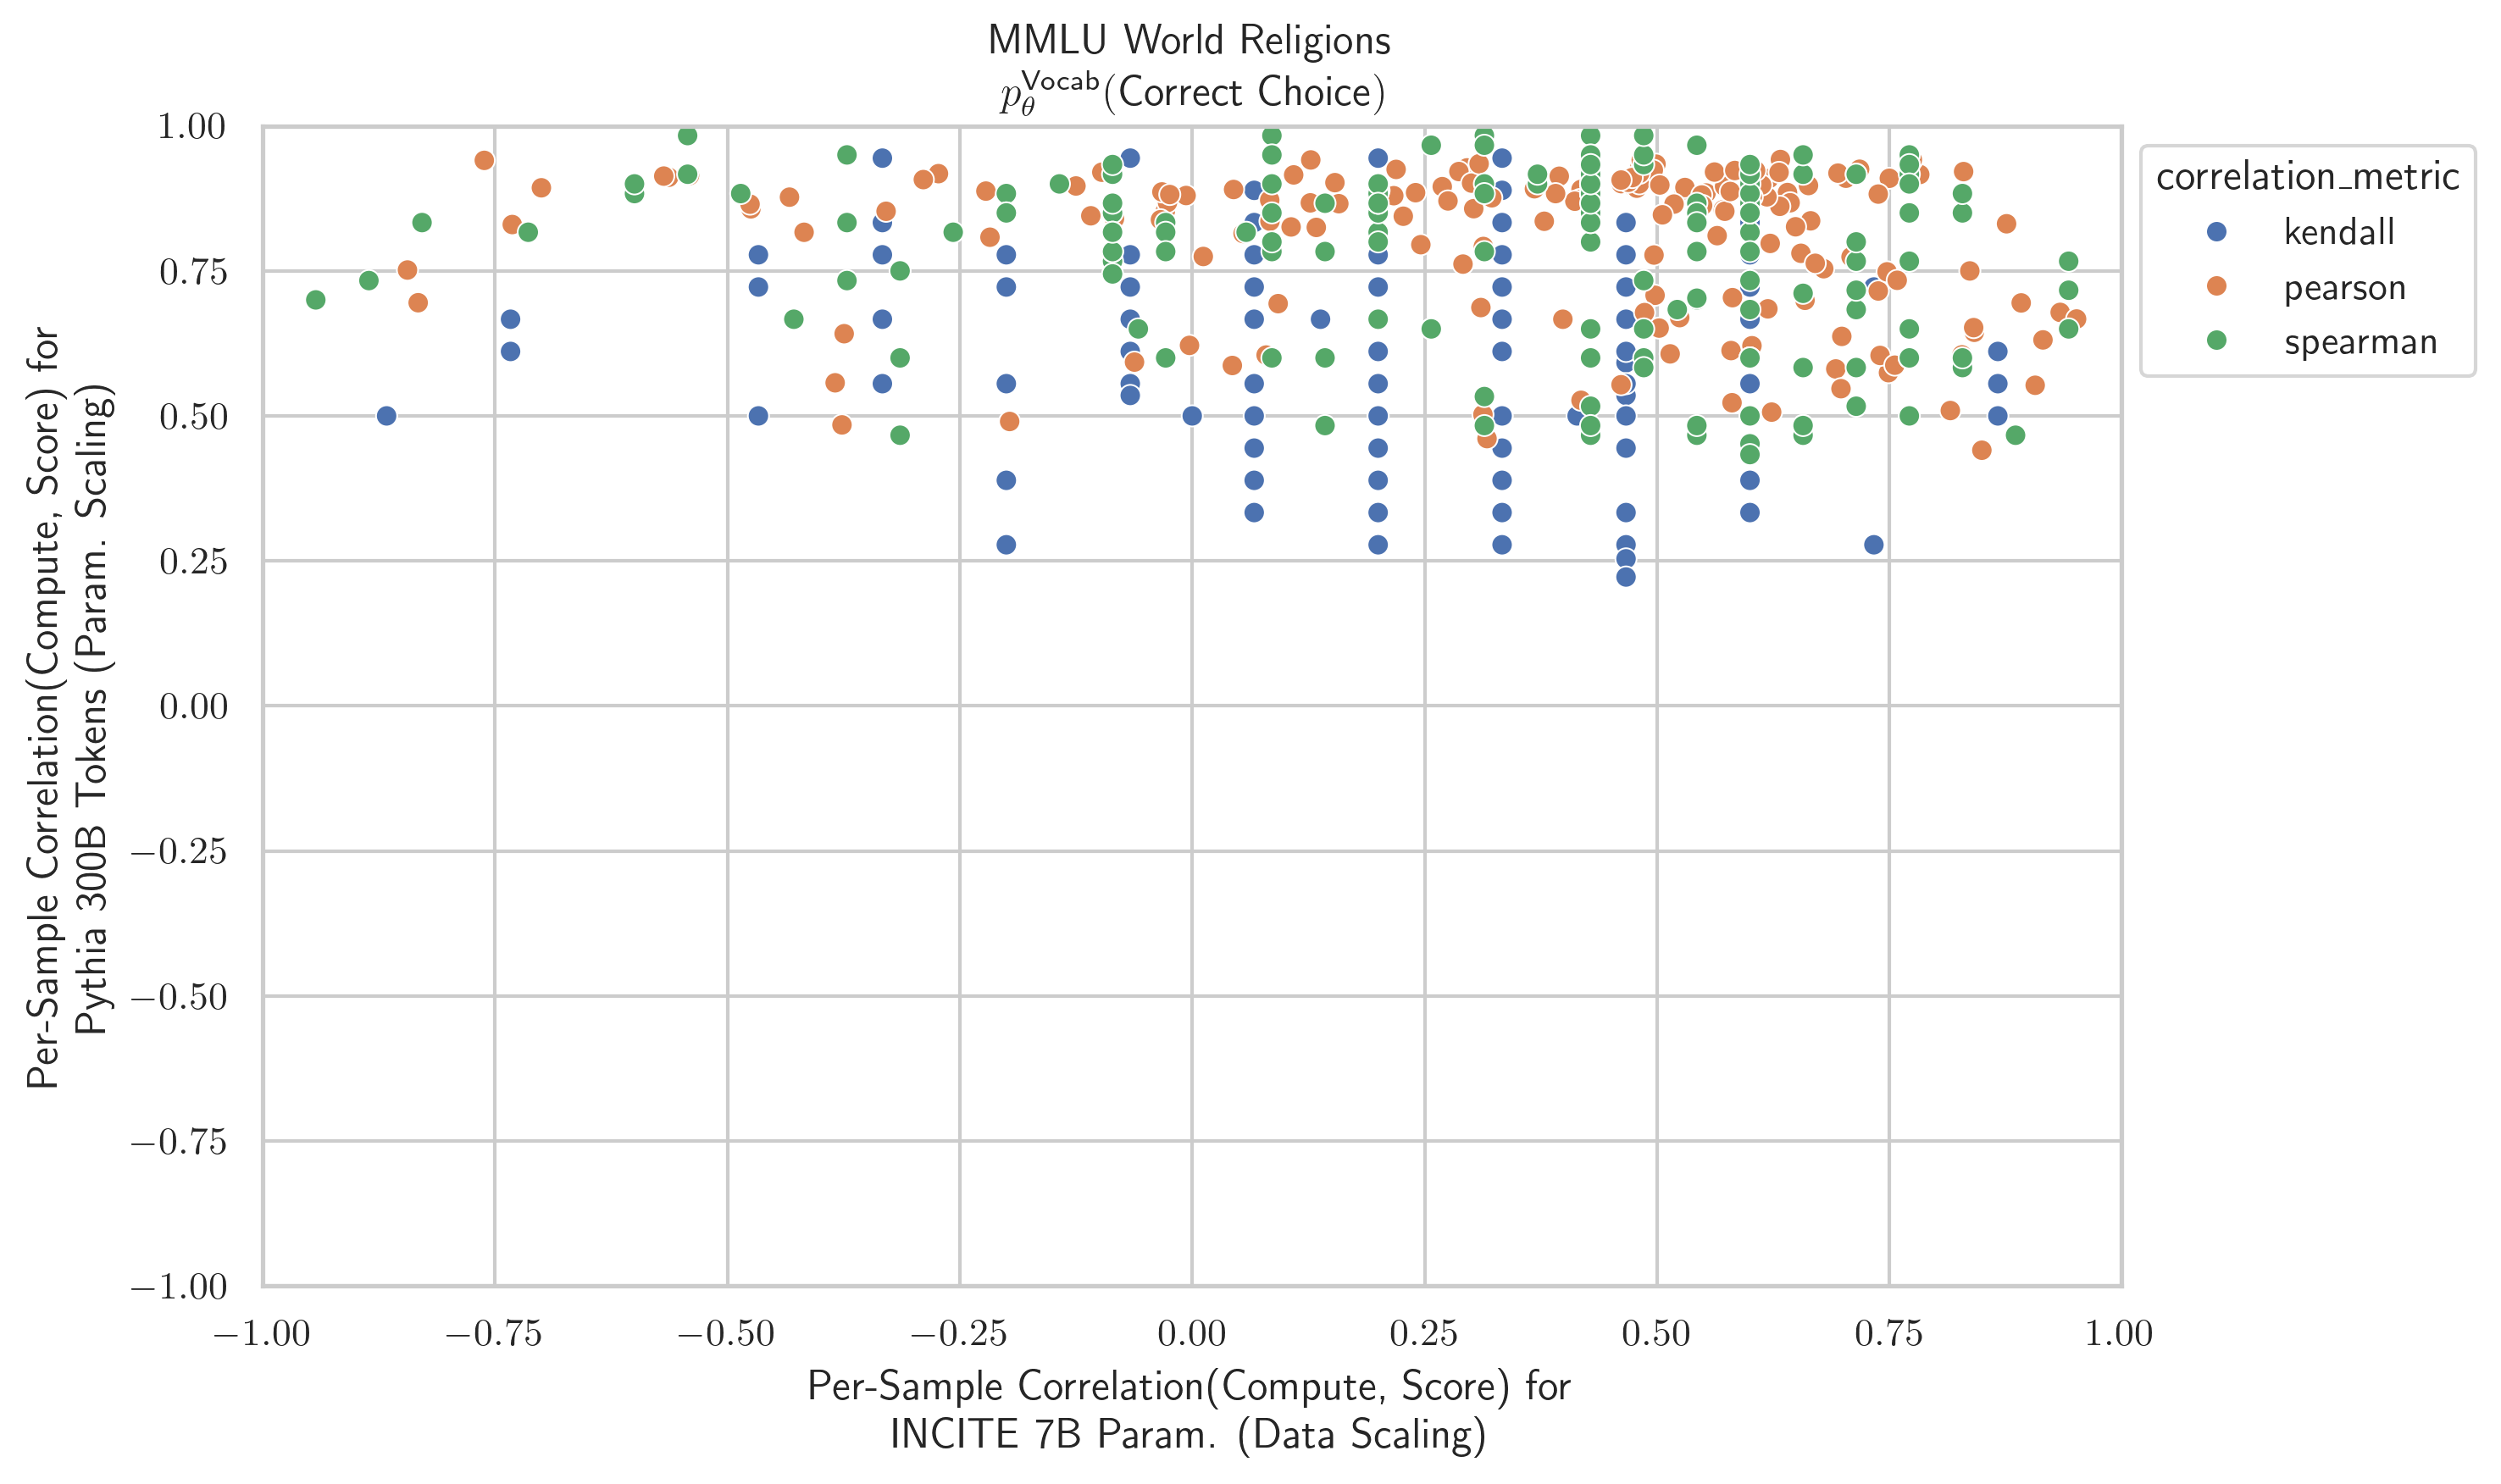 MMLU World Religions
p_θ^Vocab(Correct Choice)
1.00
0.75
0.50
0.25
0.00
−0.25
−0.50
−0.75
−1.00
Per-Sample Correlation(Compute, Score) for
Pythia 300B Tokens (Param. Scaling)
correlation_metric
kendall
pearson
spearman
−1.00 −0.75 −0.50 −0.25 0.00 0.25 0.50 0.75 1.00
Per-Sample Correlation(Compute, Score) for
INCITE 7B Param. (Data Scaling)